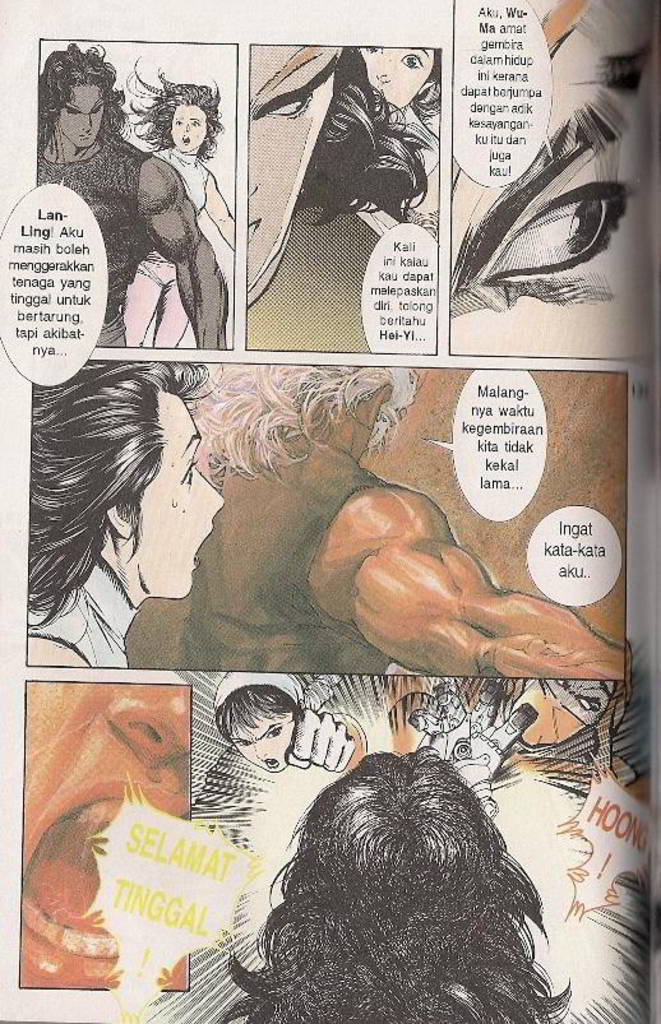 Lan-
Ling! Aku
masih boleh
menggerakkan
tenaga yang
tinggal untuk
bertarung,
tapi akibat-
nya...
Kali
ini kalau
kau dapat
melepaskan
diri, tolong
beritahu
Hei-Yi...
Aku, Wu-
Ma amat
gembira
dalam hidup
ini kerana
dapat berjumpa
dengan adik
kesayangan-
ku itu dan
juga
kau!
Malang-
nya waktu
kegembiraan
kita tidak
kekal
lama...
Ingat
kata-kata
aku..
SELAMAT
TINGGAL
!
HOONG
!